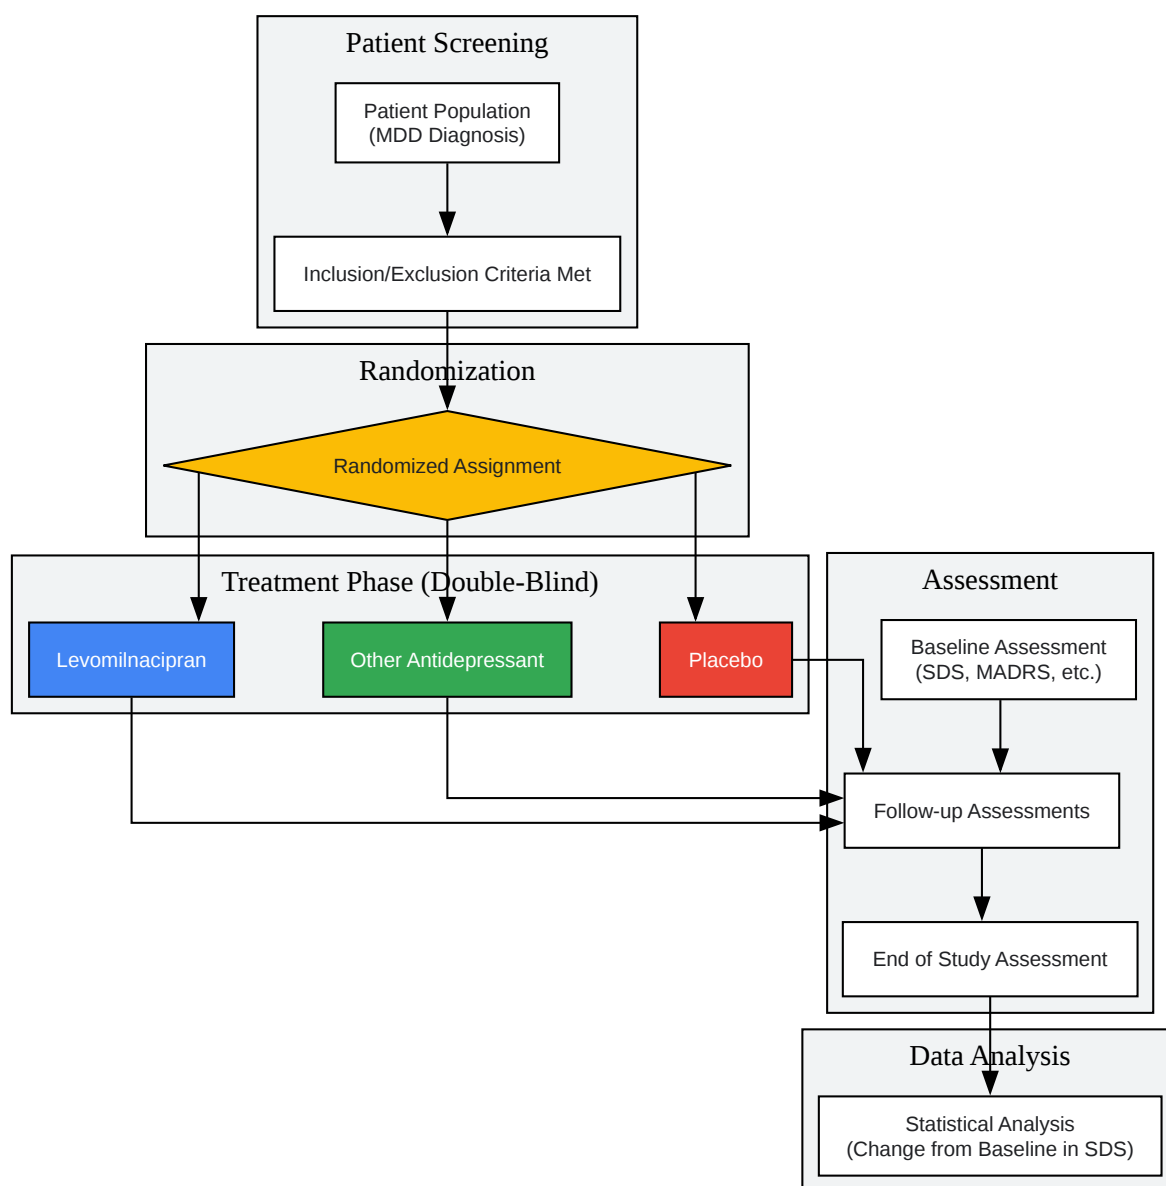 Patient Screening
Patient Population
(MDD Diagnosis)
Inclusion/Exclusion Criteria Met
Randomization
Randomized Assignment
Treatment Phase (Double-Blind)
Levomilnacipran
Other Antidepressant
Placebo
Assessment
Baseline Assessment
(SDS, MADRS, etc.)
Follow-up Assessments
End of Study Assessment
Data Analysis
Statistical Analysis
(Change from Baseline in SDS)